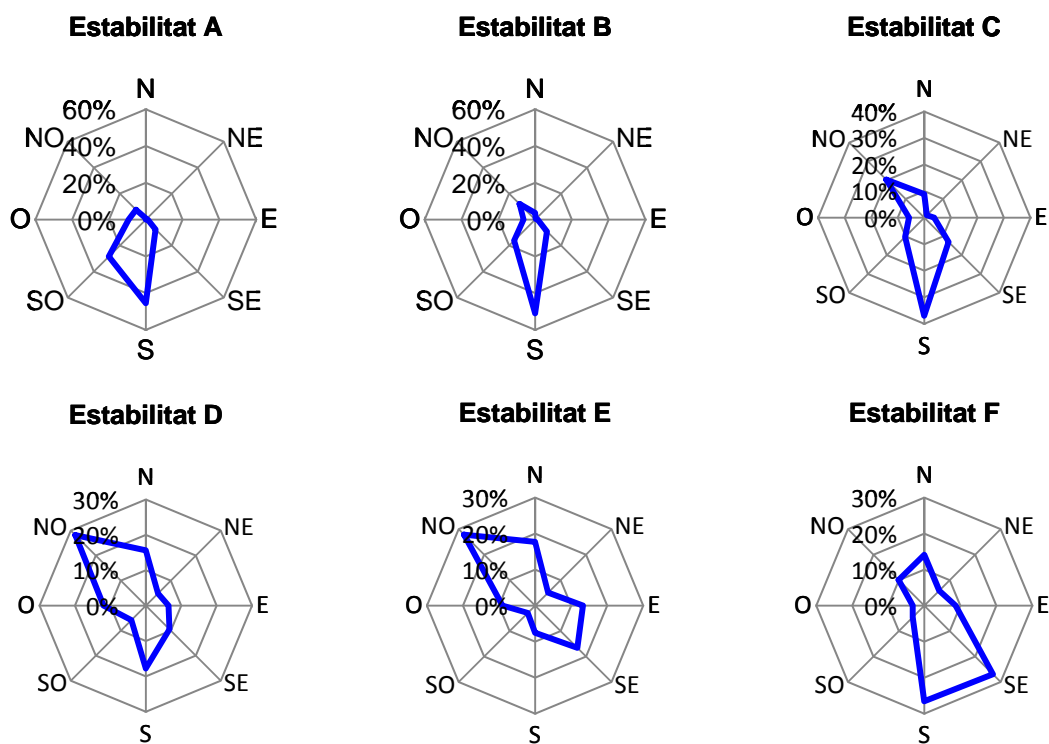 Estabilitat A
N
60%
NO
40%
NE
20%
O
0%
E
SO
SE
S
Estabilitat B
N
60%
NO
40%
NE
20%
O
0%
E
SO
SE
S
Estabilitat C
N
40%
NO
30%
NE
20%
10%
O
0%
E
SO
SE
S
Estabilitat D
N
30%
NO
20%
NE
10%
O
0%
E
SO
SE
S
Estabilitat E
N
30%
NO
20%
NE
10%
O
0%
E
SO
SE
S
Estabilitat F
N
30%
NO
20%
NE
10%
O
0%
E
SO
SE
S